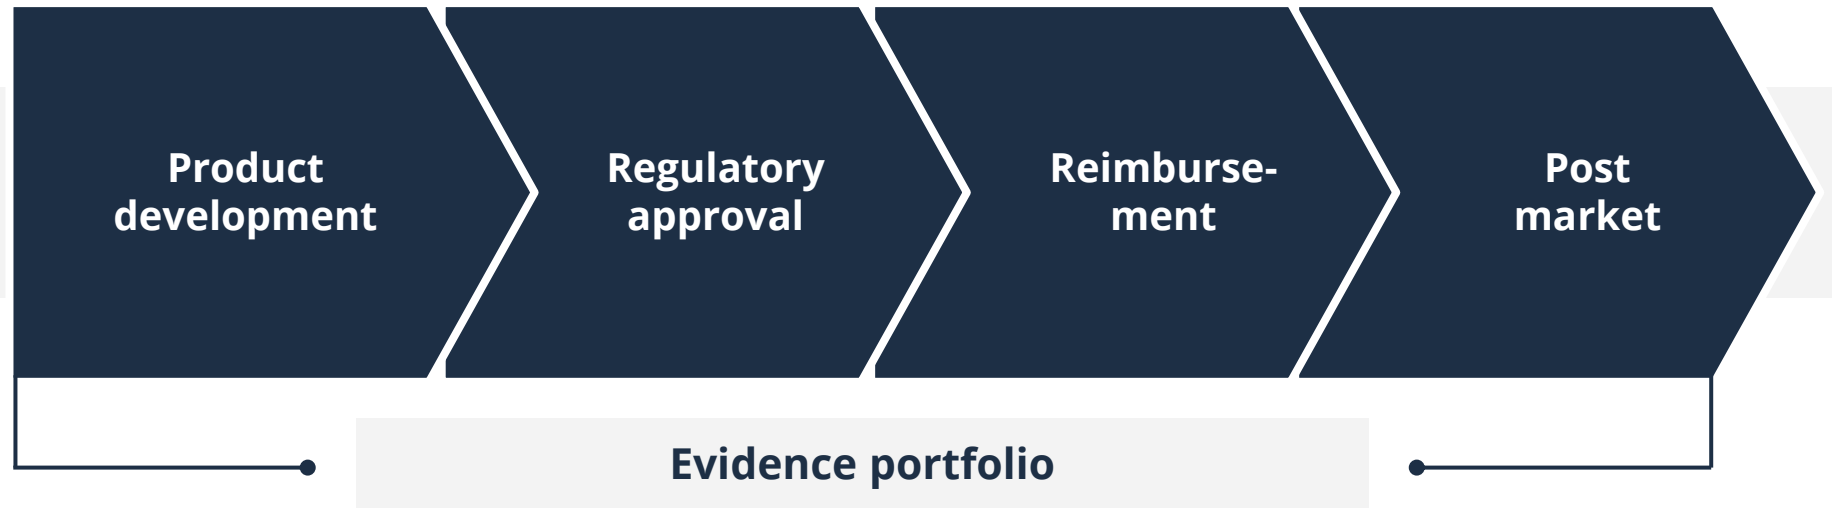 Product
development
Regulatory
approval
Reimburse-
ment
Post
market
Evidence portfolio